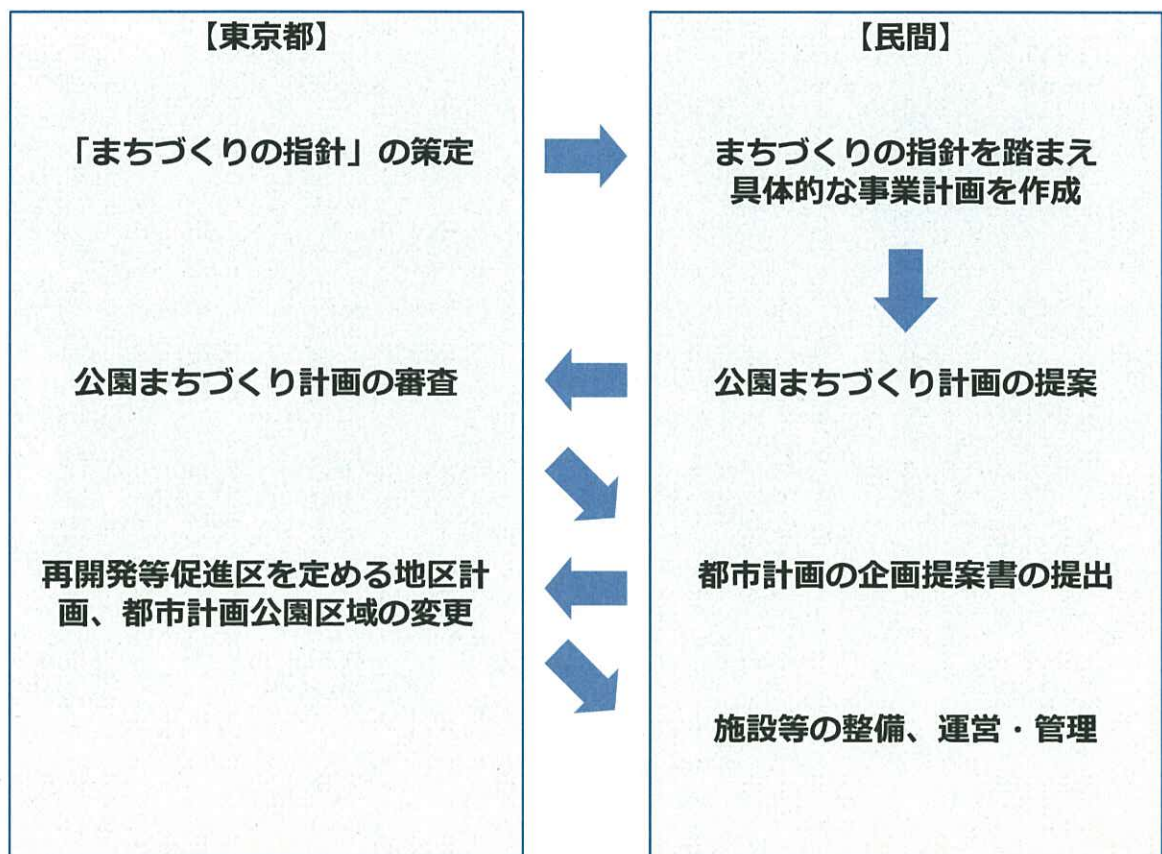 【東京都】
「まちづくりの指針」の策定
公園まちづくり計画の審査
再開発等促進区を定める地区計
画、都市計画公園区域の変更
【民間】
まちづくりの指針を踏まえ
具体的な事業計画を作成
公園まちづくり計画の提案
都市計画の企画提案書の提出
施設等の整備、運営・管理